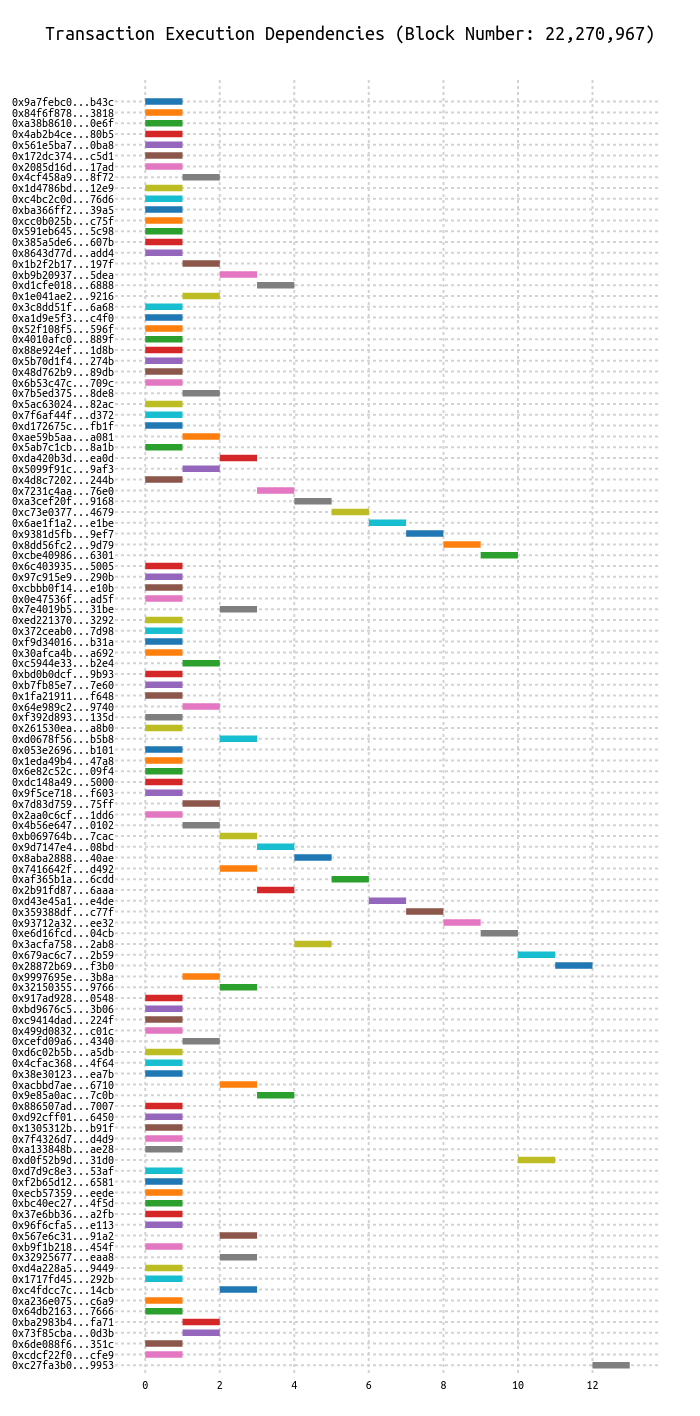 Transaction Execution Dependencies (Block Number: 22,270,967)
0x9a7febc0...b43c
0x84f6f878...3818
0xa38b8610...0e6f
0x4ab2b4ce...80b5
0x561e5ba7...0ba8
0x172dc374...c5d1
0x2085d16d...17ad
0x4cf458a9...8f72
0x1d4786bd...12e9
0xc4bc2c0d...76d6
0xba366ff2...39a5
0xcc0b025b...c75f
0x591eb645...5c98
0x385a5de6...607b
0x8643d77d...add4
0x1b2f2b17...197f
0xb9b20937...5dea
0xd1cfe018...6888
0x1e041ae2...9216
0x3c8dd51f...6a68
0xa1d9e5f3...c4f0
0x52f108f5...596f
0x4010afc0...889f
0x88e924ef...1d8b
0x5b70d1f4...274b
0x48d762b9...89db
0x6b53c47c...709c
0x7b5ed375...8de8
0x5ac63024...82ac
0x7f6af44f...d372
0xd172675c...fb1f
0xae59b5aa...a081
0x5ab7c1cb...8a1b
0xda420b3d...ea0d
0x5099f91c...9af3
0x4d8c7202...244b
0x7231c4aa...76e0
0xa3cef20f...9168
0xc73e0377...4679
0x6ae1f1a2...e1be
0x9381d5fb...9ef7
0x8dd56fc2...9d79
0xcbe40986...6301
0x6c403935...5005
0x97c915e9...290b
0xcbbb0f14...e10b
0x0e47536f...ad5f
0x7e4019b5...31be
0xed221370...3292
0x372ceab0...7d98
0xf9d34016...b31a
0x30afca4b...a692
0xc5944e33...b2e4
0xbd0b0dcf...9b93
0xb7fb85e7...7e60
0x1fa21911...f648
0x64e989c2...9740
0xf392d893...135d
0x261530ea...a8b0
0xd0678f56...b5b8
0x053e2696...b101
0x1eda49b4...47a8
0x6e82c52c...09f4
0xdc148a49...5000
0x9f5ce718...f603
0x7d83d759...75ff
0x2aa0c6cf...1dd6
0x4b56e647...0102
0xb069764b...7cac
0x9d7147e4...08bd
0x8aba2888...40ae
0x7416642f...d492
0xaf365b1a...6cdd
0x2b91fd87...6aaa
0xd43e45a1...e4de
0x359388df...c77f
0x93712a32...ee32
0xe6d16fcd...04cb
0x3acfa758...2ab8
0x679ac6c7...2b59
0x28872b69...f3b0
0x9997695e...3b8a
0x32150355...9766
0x917ad928...0548
0xbd9676c5...3b06
0xc9414dad...224f
0x499d0832...c01c
0xcefd09a6...4340
0xd6c02b5b...a5db
0x4cfac368...4f64
0x38e30123...ea7b
0xacbbd7ae...6710
0x9e85a0ac...7c0b
0x886507ad...7007
0xd92cff01...6450
0x1305312b...b91f
0x7f4326d7...d4d9
0xa133848b...ae28
0xd0f52b9d...31d0
0xd7d9c8e3...53af
0xf2b65d12...6581
0xecb57359...eede
0xbc40ec27...4f5d
0x37e6bb36...a2fb
0x96f6cfa5...e113
0x567e6c31...91a2
0xb9f1b218...454f
0x32925677...eaa8
0xd4a228a5...9449
0x1717fd45...292b
0xc4fdcc7c...14cb
0xa236e075...c6a9
0x64db2163...7666
0xba2983b4...fa71
0x73f85cba...0d3b
0x6de088f6...351c
0xcdcf22f0...cfe9
0xc27fa3b0...9953
0 2 4 6 8 10 12